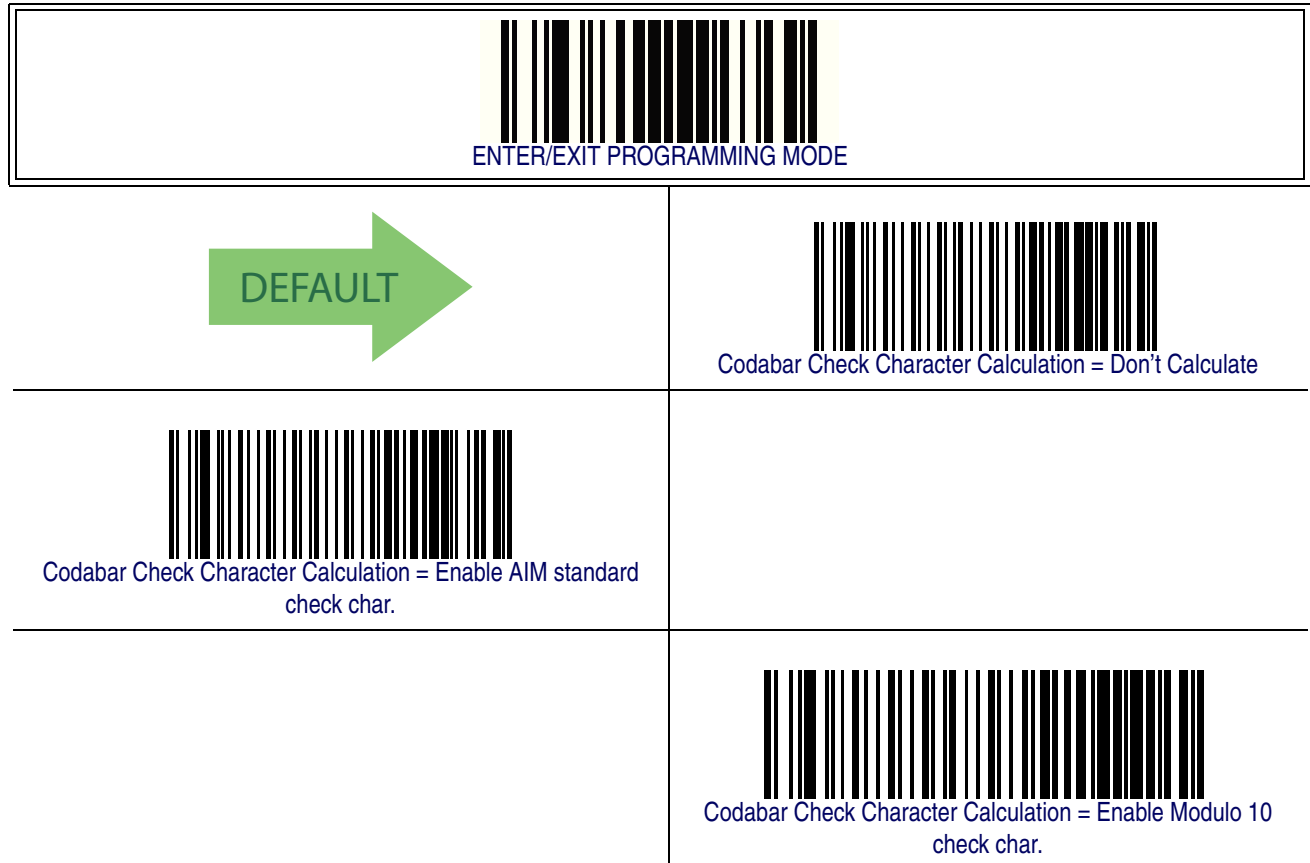 ENTER/EXIT PROGRAMMING MODE
DEFAULT
Codabar Check Character Calculation = Don't Calculate
Codabar Check Character Calculation = Enable AIM standard
check char.
Codabar Check Character Calculation = Enable Modulo 10
check char.